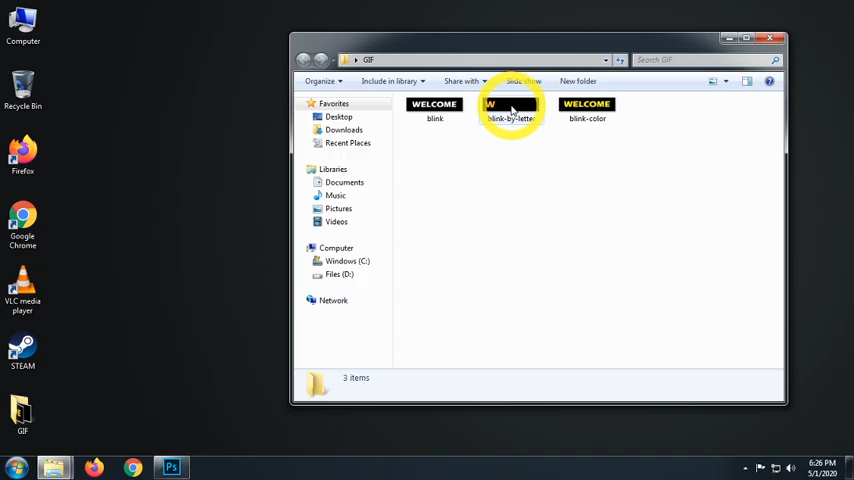 Computer
Recycle Bin
Firefox
Google
Chrome
VLC media
player
STEAM
GIF
GIF
Search GIF
Organize
Include in library
Share with
Slide show
New folder
Favorites
Desktop
Downloads
Recent Places
Libraries
Documents
Music
Pictures
Videos
Computer
Windows (C:)
Files (D:)
Network
WELCOME
blink
W
blink-by-letter
WELCOME
blink-color
3 items
Ps
6:26 PM
5/1/2020